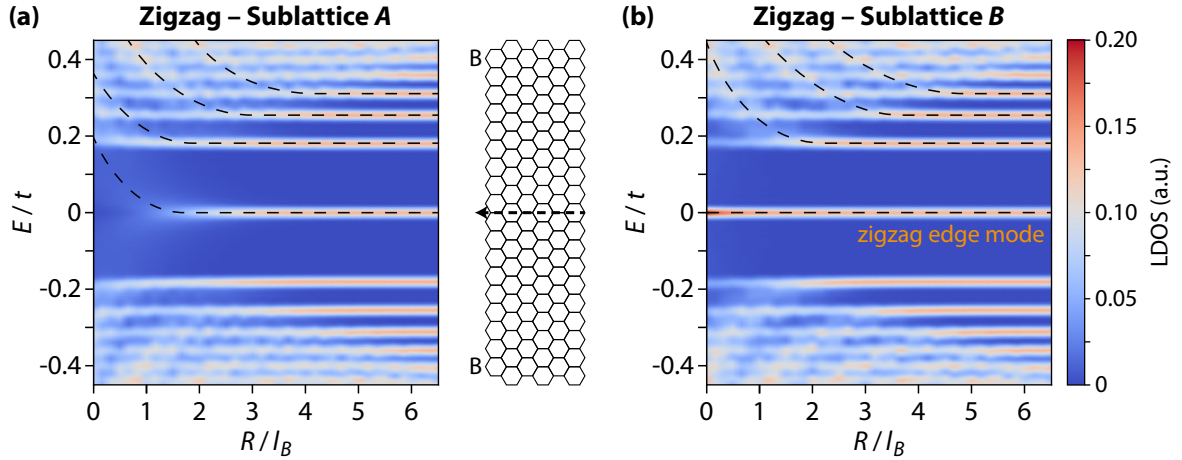 (a) Zigzag – Sublattice A
E / t
0.4
0.2
0
-0.2
-0.4
0 1 2 3 4 5 6
R / l_B
B
B
(b) Zigzag – Sublattice B
E / t
0.4
0.2
0
-0.2
-0.4
zigzag edge mode
0 1 2 3 4 5 6
R / l_B
0.20
0.15
0.10
0.05
0
LDOS (a.u.)